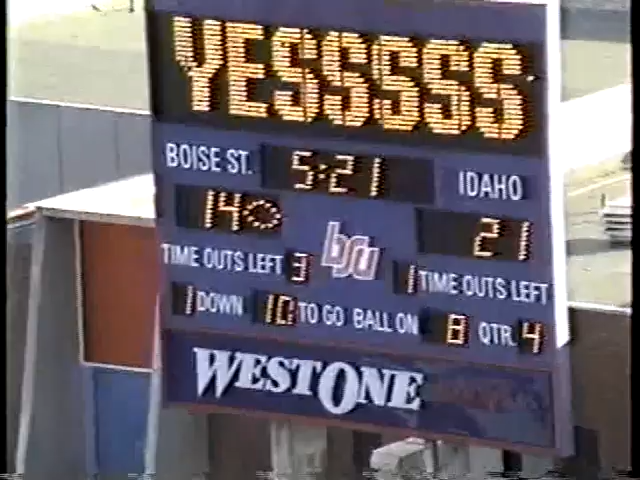 YESSSSS
BOISE ST. 5:21 IDAHO
14 bsu 21
TIME OUTS LEFT 3 1 TIME OUTS LEFT
1 DOWN 10 TO GO BALL ON 8 QTR. 4
WESTONE